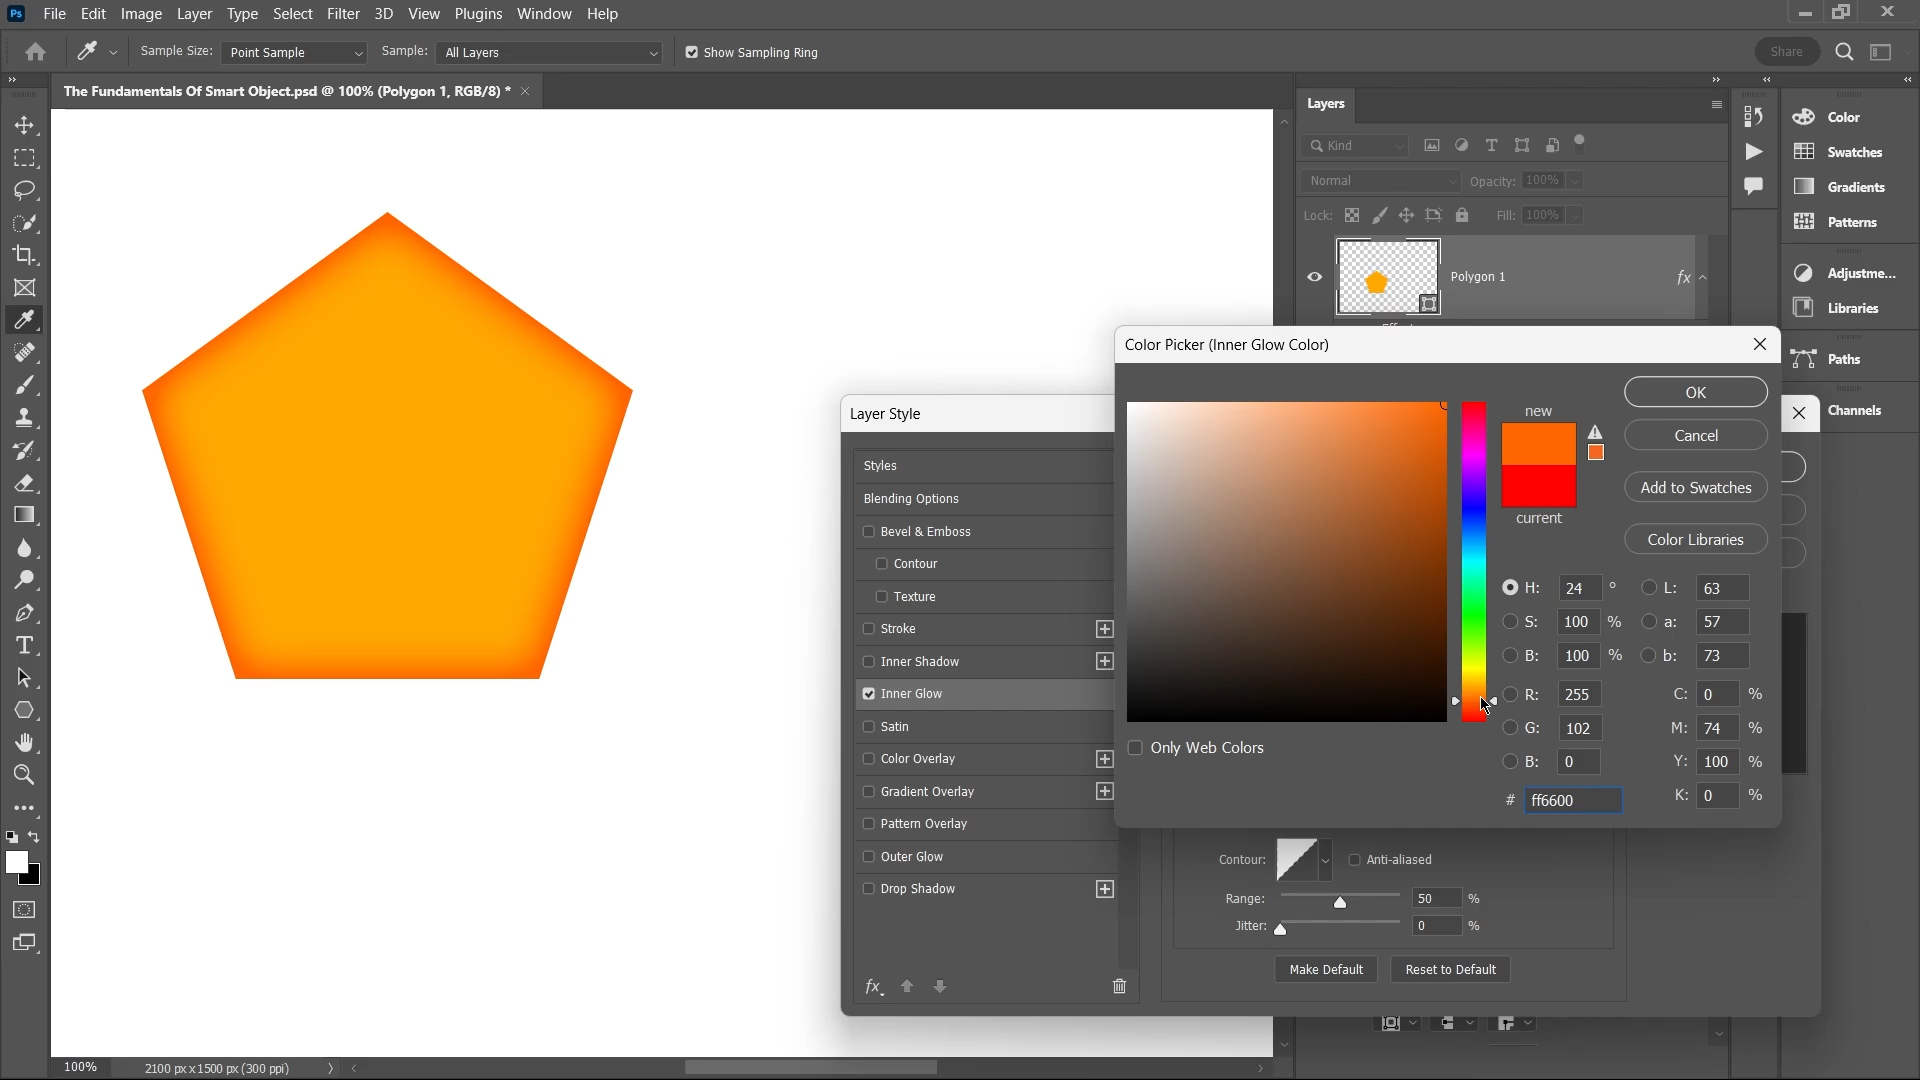 Ps File Edit Image Layer Type Select Filter 3D View Plugins Window Help
Sample Size: Point Sample Sample: All Layers Show Sampling Ring Share
The Fundamentals Of Smart Object.psd @ 100% (Polygon 1, RGB/8) *
Layers
Kind
Normal Opacity: 100%
Lock: Fill: 100%
Polygon 1 fx
Color
Swatches
Gradients
Patterns
Adjustme...
Libraries
Paths
Channels
Color Picker (Inner Glow Color)
new
current
OK
Cancel
Add to Swatches
Color Libraries
H: 24 ° L: 63
S: 100 % a: 57
B: 100 % b: 73
R: 255 C: 0 %
G: 102 M: 74 %
B: 0 Y: 100 %
# ff6600 K: 0 %
Only Web Colors
Layer Style
Styles
Blending Options
Bevel & Emboss
Contour
Texture
Stroke
Inner Shadow
Inner Glow
Satin
Color Overlay
Gradient Overlay
Pattern Overlay
Outer Glow
Drop Shadow
fx
Contour: Anti-aliased
Range: 50 %
Jitter: 0 %
Make Default Reset to Default
100% 2100 px x 1500 px (300 ppi)